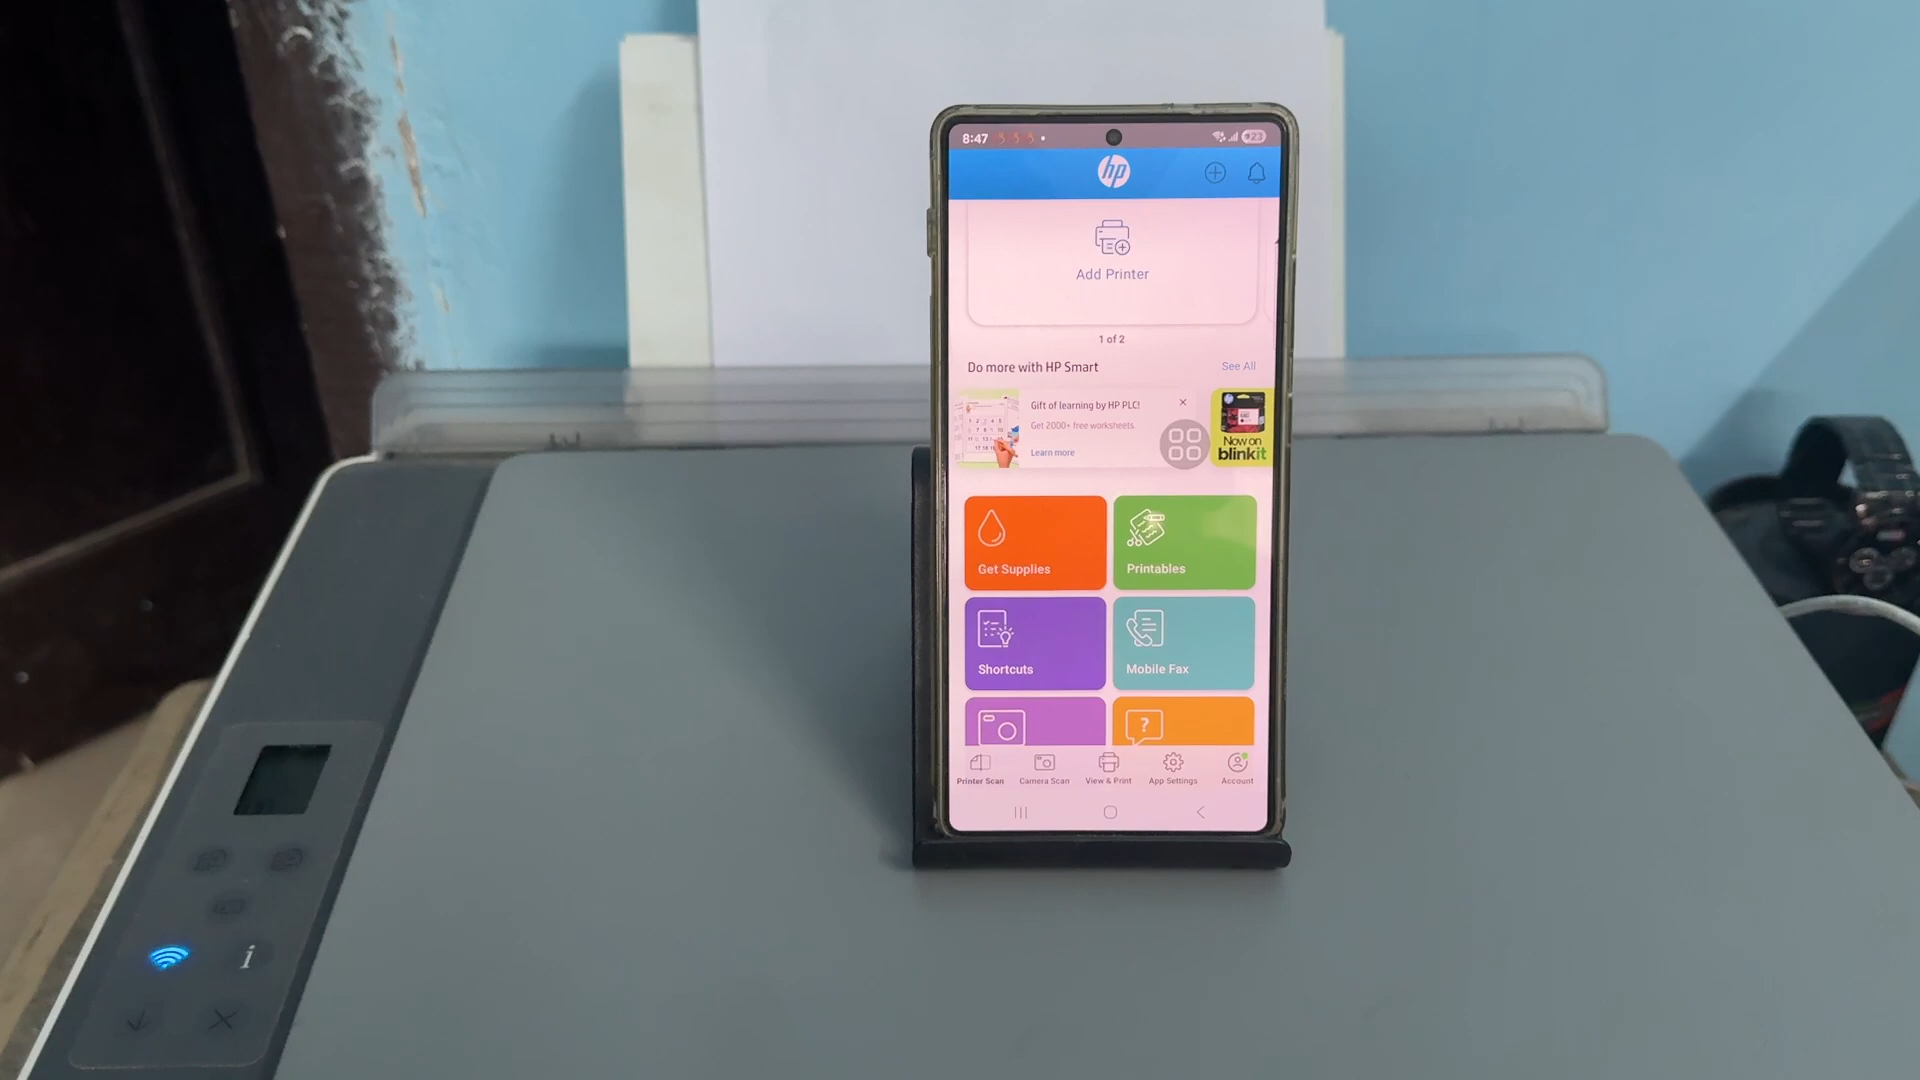 8:47
23
hp
Add Printer
1 of 2
Do more with HP Smart
See All
Gift of learning by HP PLC!
Get 2000+ free worksheets.
Learn more
Now on
blinkit
Get Supplies
Printables
Shortcuts
Mobile Fax
?
Printer Scan
Camera Scan
View & Print
App Settings
Account
i